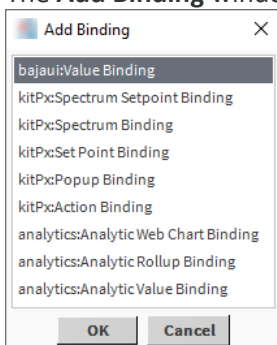 The Add Binding
Add Binding
bajaui:Value Binding
kitPx:Spectrum Setpoint Binding
kitPx:Spectrum Binding
kitPx:Set Point Binding
kitPx:Popup Binding
kitPx:Action Binding
analytics:Analytic Web Chart Binding
analytics:Analytic Rollup Binding
analytics:Analytic Value Binding
OK Cancel